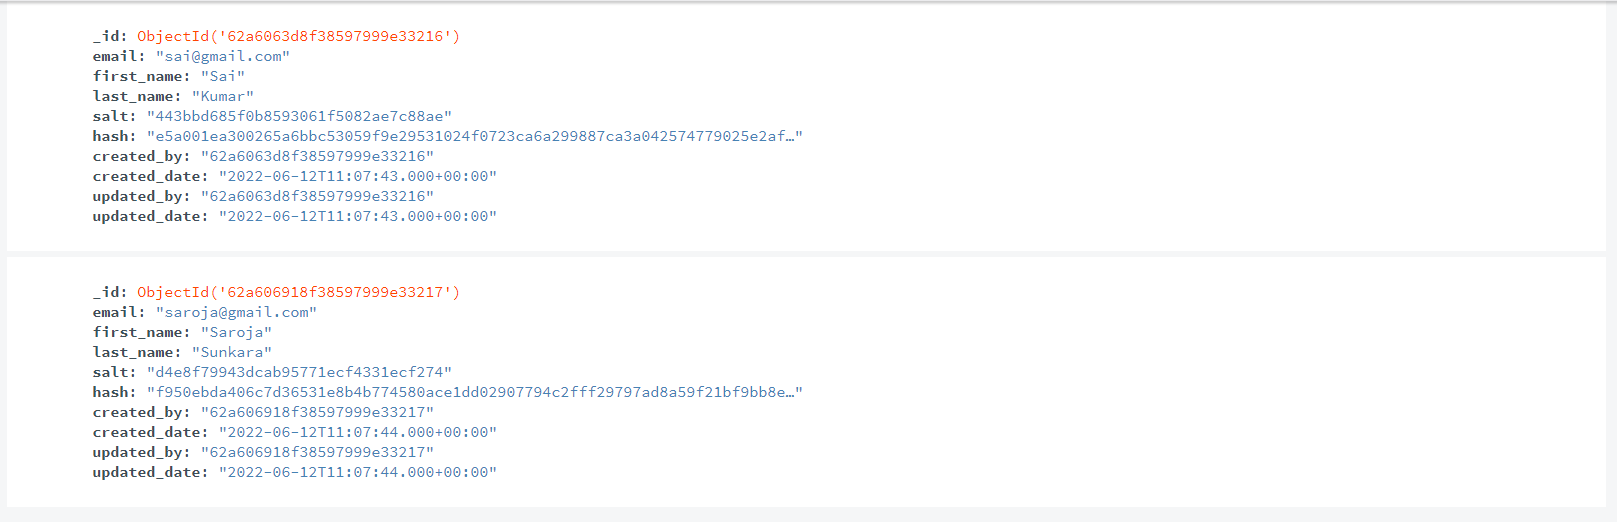 _id: ObjectId('62a6063d8f38597999e33216')
email: "sai@gmail.com"
first_name: "Sai"
last_name: "Kumar"
salt: "443bbd685f0b8593061f5082ae7c88ae"
hash: "e5a001ea300265a6bbc53059f9e29531024f0723ca6a299887ca3a042574779025e2af…"
created_by: "62a6063d8f38597999e33216"
created_date: "2022-06-12T11:07:43.000+00:00"
updated_by: "62a6063d8f38597999e33216"
updated_date: "2022-06-12T11:07:43.000+00:00"
_id: ObjectId('62a606918f38597999e33217')
email: "saroja@gmail.com"
first_name: "Saroja"
last_name: "Sunkara"
salt: "d4e8f79943dcab95771ecf4331ecf274"
hash: "f950ebda406c7d36531e8b4b774580ace1dd02907794c2fff29797ad8a59f21bf9bb8e…"
created_by: "62a606918f38597999e33217"
created_date: "2022-06-12T11:07:44.000+00:00"
updated_by: "62a606918f38597999e33217"
updated_date: "2022-06-12T11:07:44.000+00:00"